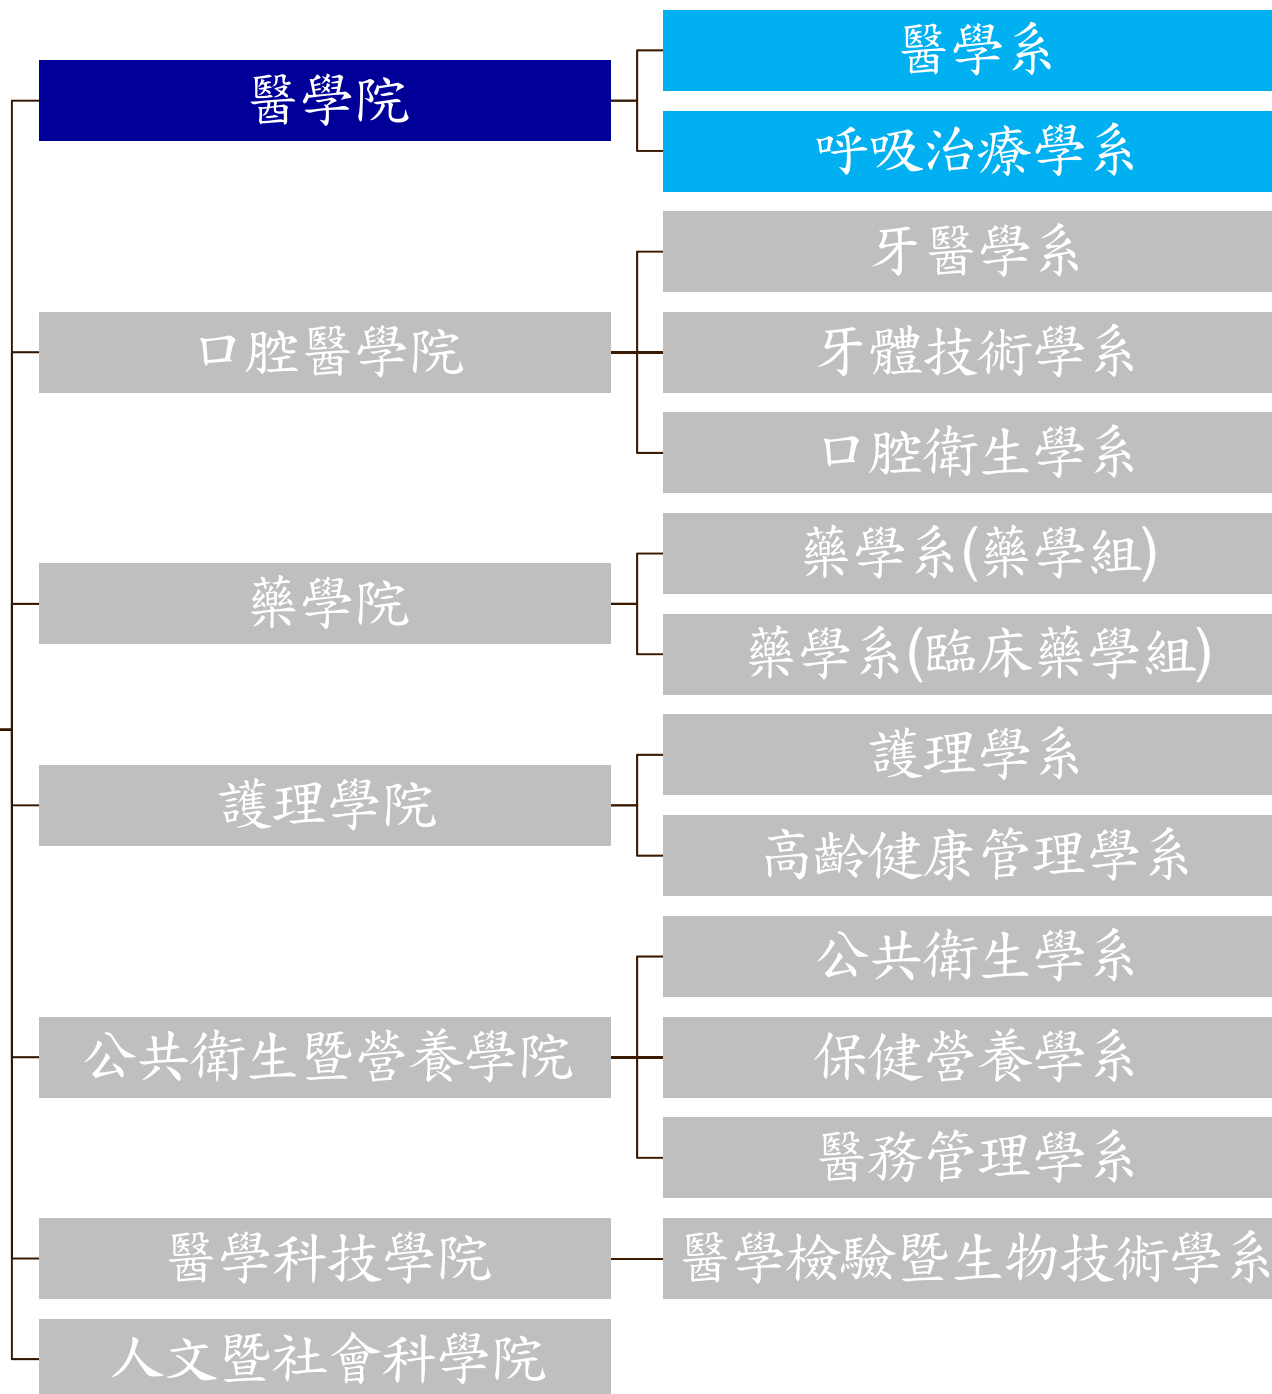 醫學院
醫學系
呼吸治療學系
口腔醫學院
牙醫學系
牙體技術學系
口腔衛生學系
藥學院
藥學系(藥學組)
藥學系(臨床藥學組)
護理學院
護理學系
高齡健康管理學系
公共衛生暨營養學院
公共衛生學系
保健營養學系
醫務管理學系
醫學科技學院
醫學檢驗暨生物技術學系
人文暨社會科學院